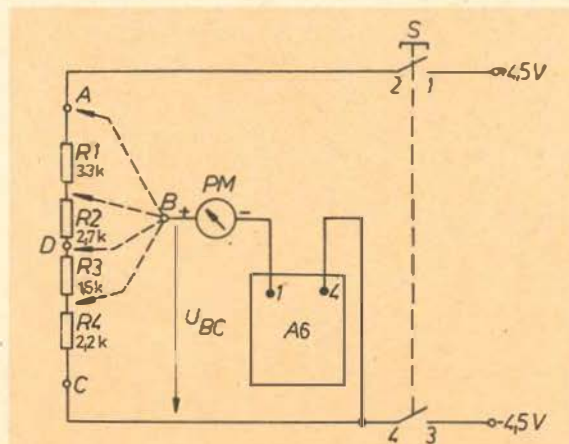 S
2 1 -4,5V
A
R1
3,3k
B + PM -
R2
2,7k
D
R3
1,5k
1 4
R4
2,2k
U_BC
A6
C
4 3 -4,5V